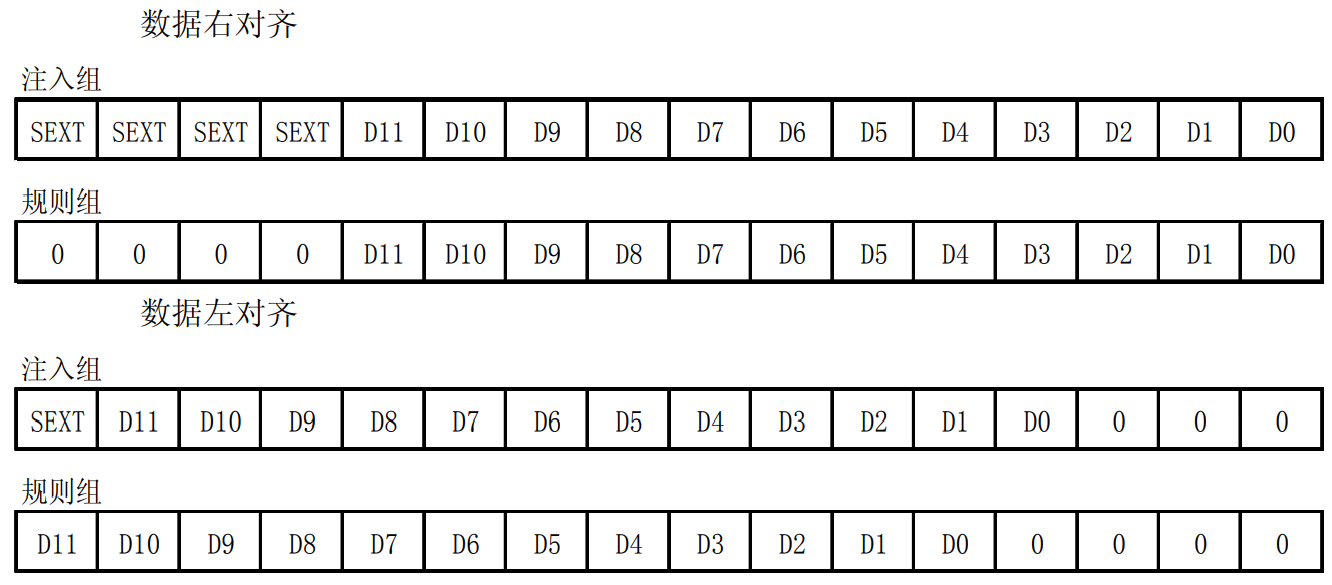 数据右对齐
注入组
SEXT SEXT SEXT SEXT D11 D10 D9 D8 D7 D6 D5 D4 D3 D2 D1 D0
规则组
0 0 0 0 D11 D10 D9 D8 D7 D6 D5 D4 D3 D2 D1 D0
数据左对齐
注入组
SEXT D11 D10 D9 D8 D7 D6 D5 D4 D3 D2 D1 D0 0 0 0
规则组
D11 D10 D9 D8 D7 D6 D5 D4 D3 D2 D1 D0 0 0 0 0